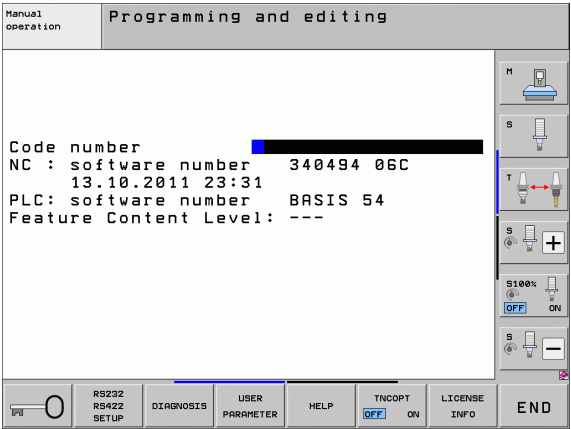 Manual
operation
Programming and editing
M
S
Code number
NC : software number 340494 06C
13.10.2011 23:31
T
PLC: software number BASIS 54
Feature Content Level: ---
S
+
S100%
OFF ON
S
−
RS232
RS422
SETUP
DIAGNOSIS
USER
PARAMETER
HELP
TNCOPT
OFF ON
LICENSE
INFO
END